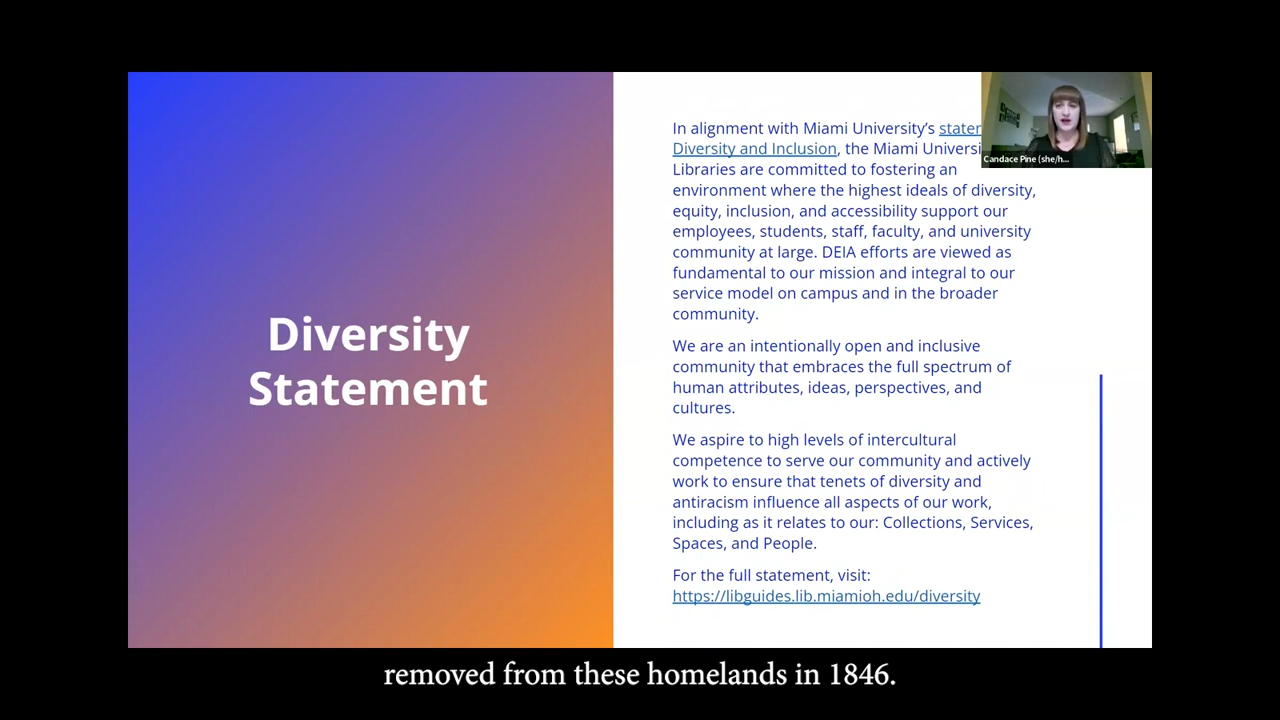 Diversity
Statement
In alignment with Miami University's
Diversity and Inclusion, the Miami
Libraries are committed to fostering an
environment where the highest ideals of diversity,
equity, inclusion, and accessibility support our
employees, students, staff, faculty, and university
community at large. DEIA efforts are viewed as
fundamental to our mission and integral to our
service model on campus and in the broader
community.
We are an intentionally open and inclusive
community that embraces the full spectrum of
human attributes, ideas, perspectives, and
cultures.
We aspire to high levels of intercultural
competence to serve our community and actively
work to ensure that tenets of diversity and
antiracism influence all aspects of our work,
including as it relates to our: Collections, Services,
Spaces, and People.
For the full statement, visit:
https://libguides.lib.miamioh.edu/diversity
Candace Pine (she/h...
removed from these homelands in 1846.